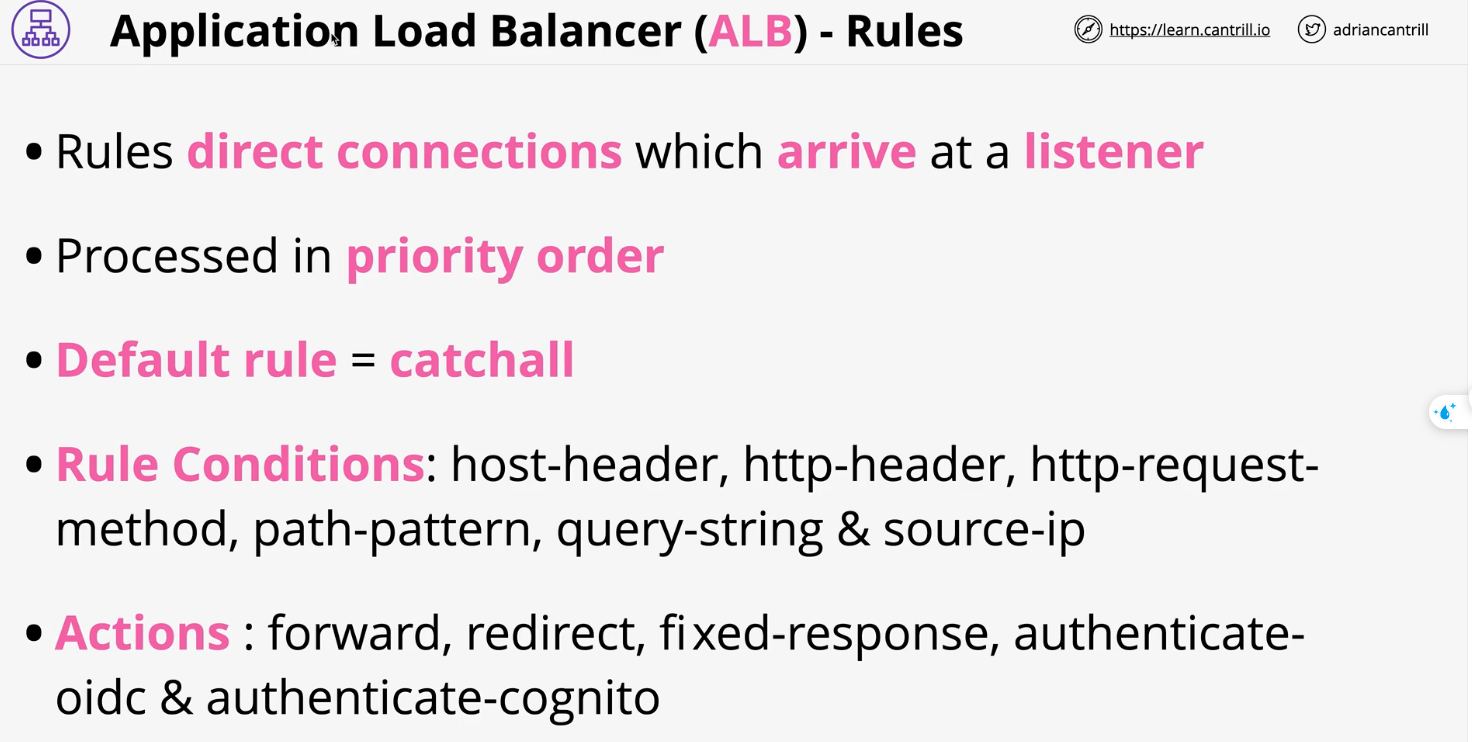 Application Load Balancer (ALB) - Rules
https://learn.cantrill.io
adriancantrill
• Rules direct connections which arrive at a listener
• Processed in priority order
• Default rule = catchall
• Rule Conditions: host-header, http-header, http-request-
method, path-pattern, query-string & source-ip
• Actions : forward, redirect, fixed-response, authenticate-
oidc & authenticate-cognito